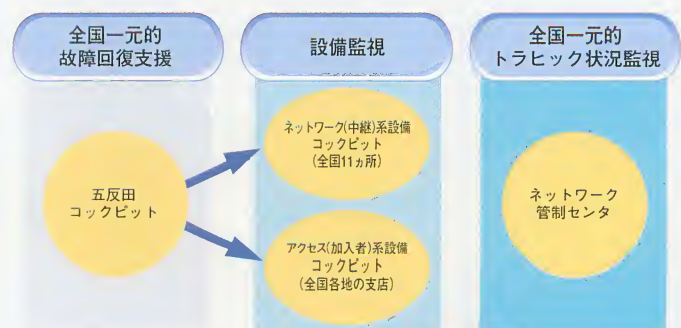 全国一元的
故障回復支援
設備監視
全国一元的
トラヒック状況監視
五反田
コックピット
ネットワーク(中継)系設備
コックピット
(全国11ヵ所)
アクセス(加入者)系設備
コックピット
(全国各地の支店)
ネットワーク
管制センタ